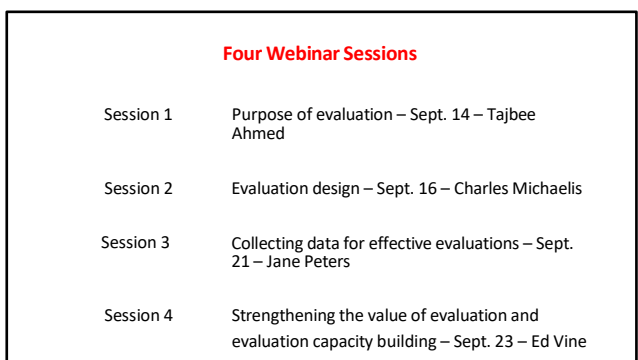 Four Webinar Sessions
Session 1 Purpose of evaluation – Sept. 14 – Tajbee
Ahmed
Session 2 Evaluation design – Sept. 16 – Charles Michaelis
Session 3 Collecting data for effective evaluations – Sept.
21 – Jane Peters
Session 4 Strengthening the value of evaluation and
evaluation capacity building – Sept. 23 – Ed Vine